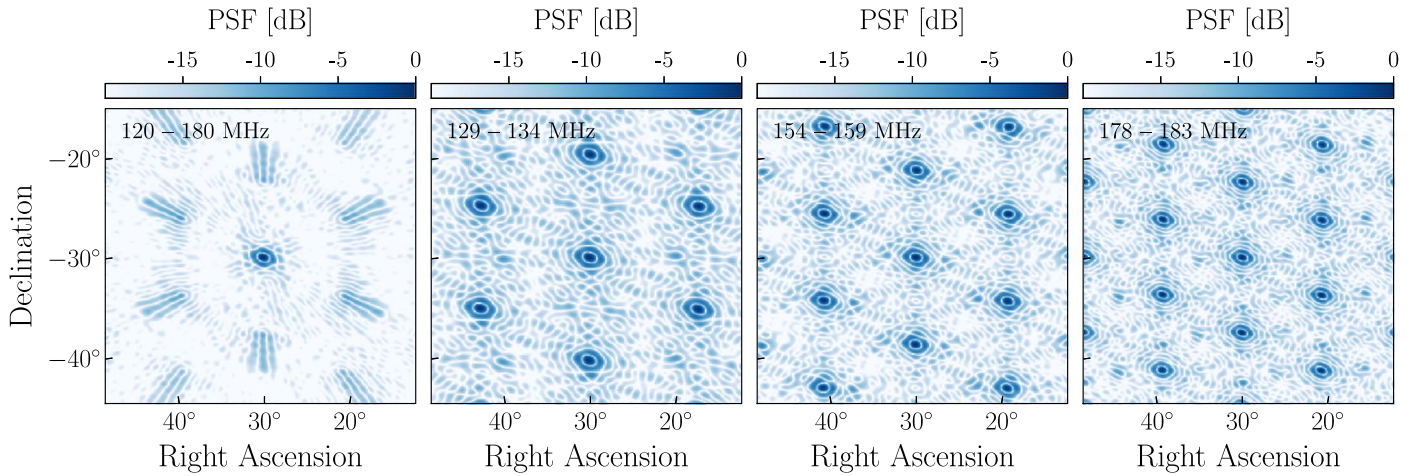 PSF [dB] PSF [dB] PSF [dB] PSF [dB]
-15 -10 -5 0 -15 -10 -5 0 -15 -10 -5 0 -15 -10 -5 0
120 – 180 MHz 129 – 134 MHz 154 – 159 MHz 178 – 183 MHz
−20°
−30°
−40°
Declination
40° 30° 20° 40° 30° 20° 40° 30° 20° 40° 30° 20°
Right Ascension Right Ascension Right Ascension Right Ascension